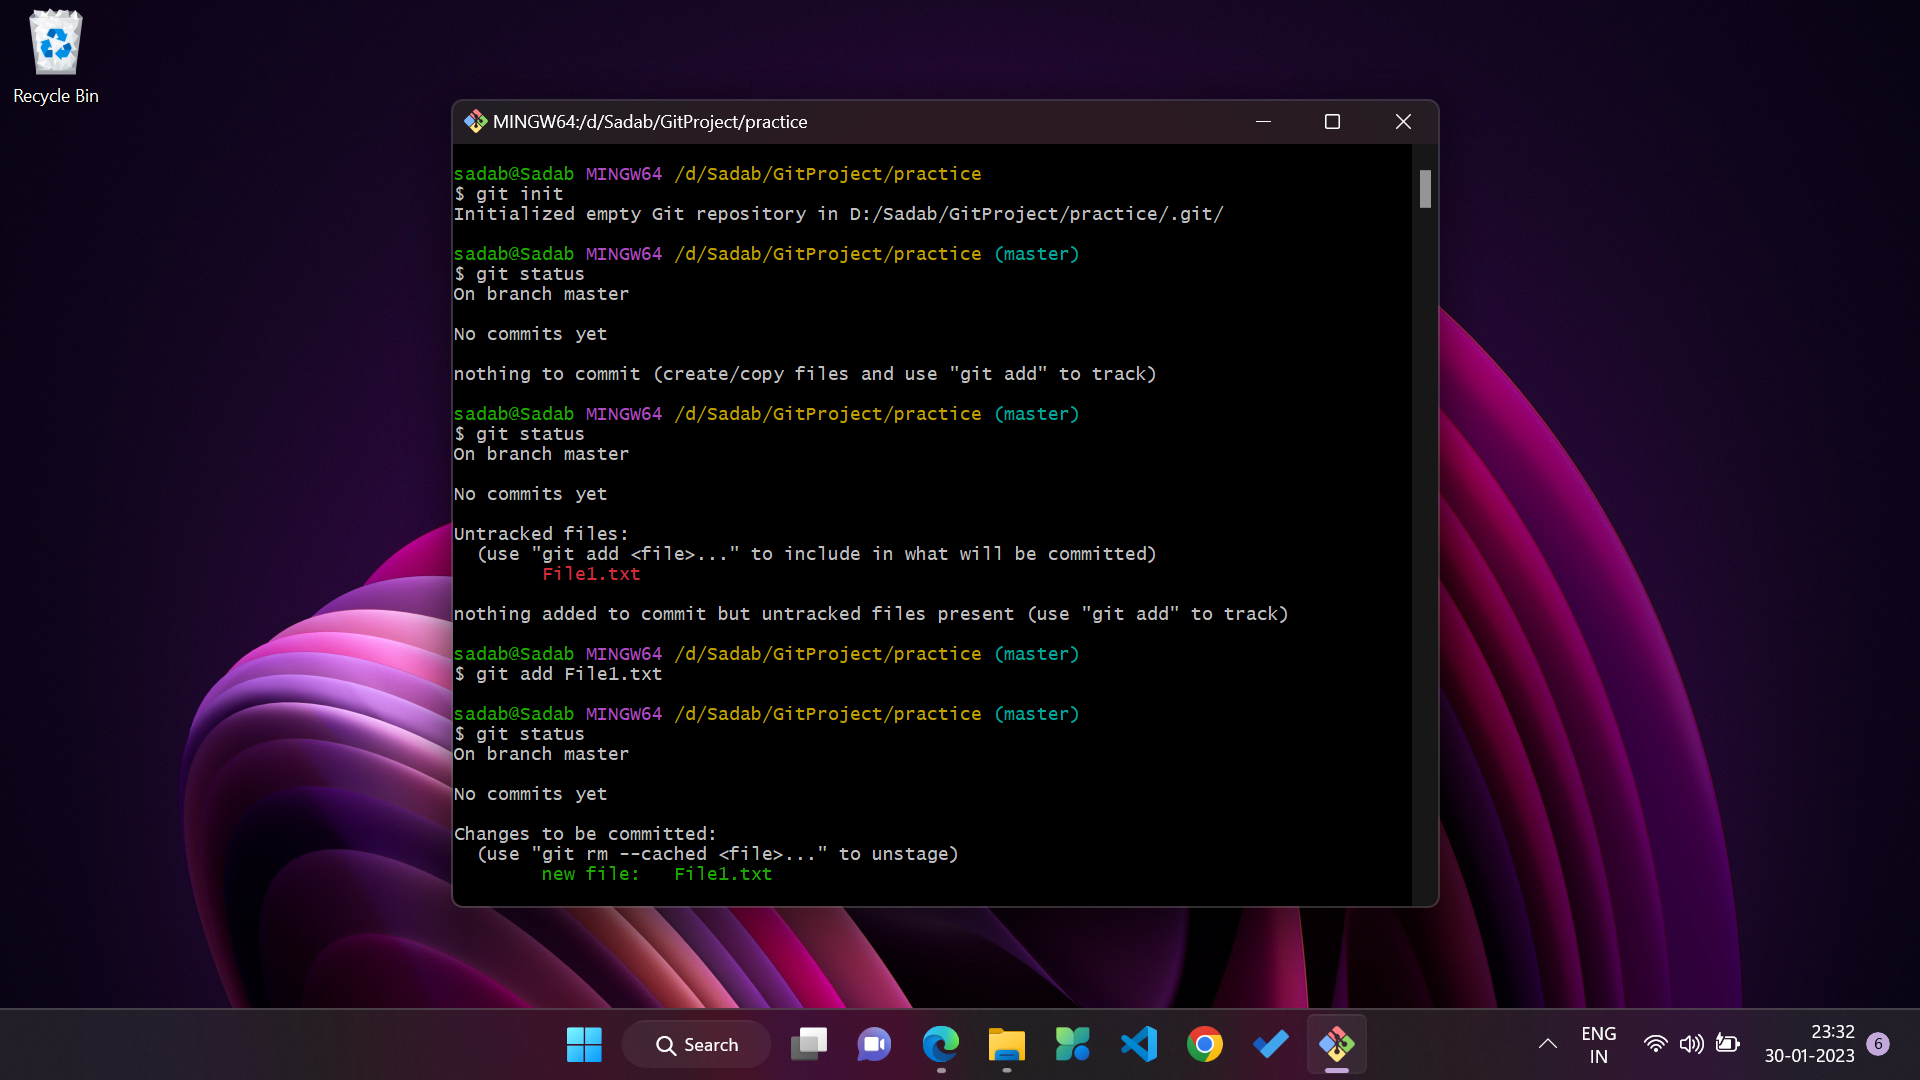 Recycle Bin
MINGW64:/d/Sadab/GitProject/practice
sadab@Sadab MINGW64 /d/Sadab/GitProject/practice
$ git init
Initialized empty Git repository in D:/Sadab/GitProject/practice/.git/
sadab@Sadab MINGW64 /d/Sadab/GitProject/practice (master)
$ git status
On branch master
No commits yet
nothing to commit (create/copy files and use "git add" to track)
sadab@Sadab MINGW64 /d/Sadab/GitProject/practice (master)
$ git status
On branch master
No commits yet
Untracked files:
  (use "git add <file>..." to include in what will be committed)
        File1.txt
nothing added to commit but untracked files present (use "git add" to track)
sadab@Sadab MINGW64 /d/Sadab/GitProject/practice (master)
$ git add File1.txt
sadab@Sadab MINGW64 /d/Sadab/GitProject/practice (master)
$ git status
On branch master
No commits yet
Changes to be committed:
  (use "git rm --cached <file>..." to unstage)
        new file:   File1.txt
Search
ENG
IN
23:32
30-01-2023
6